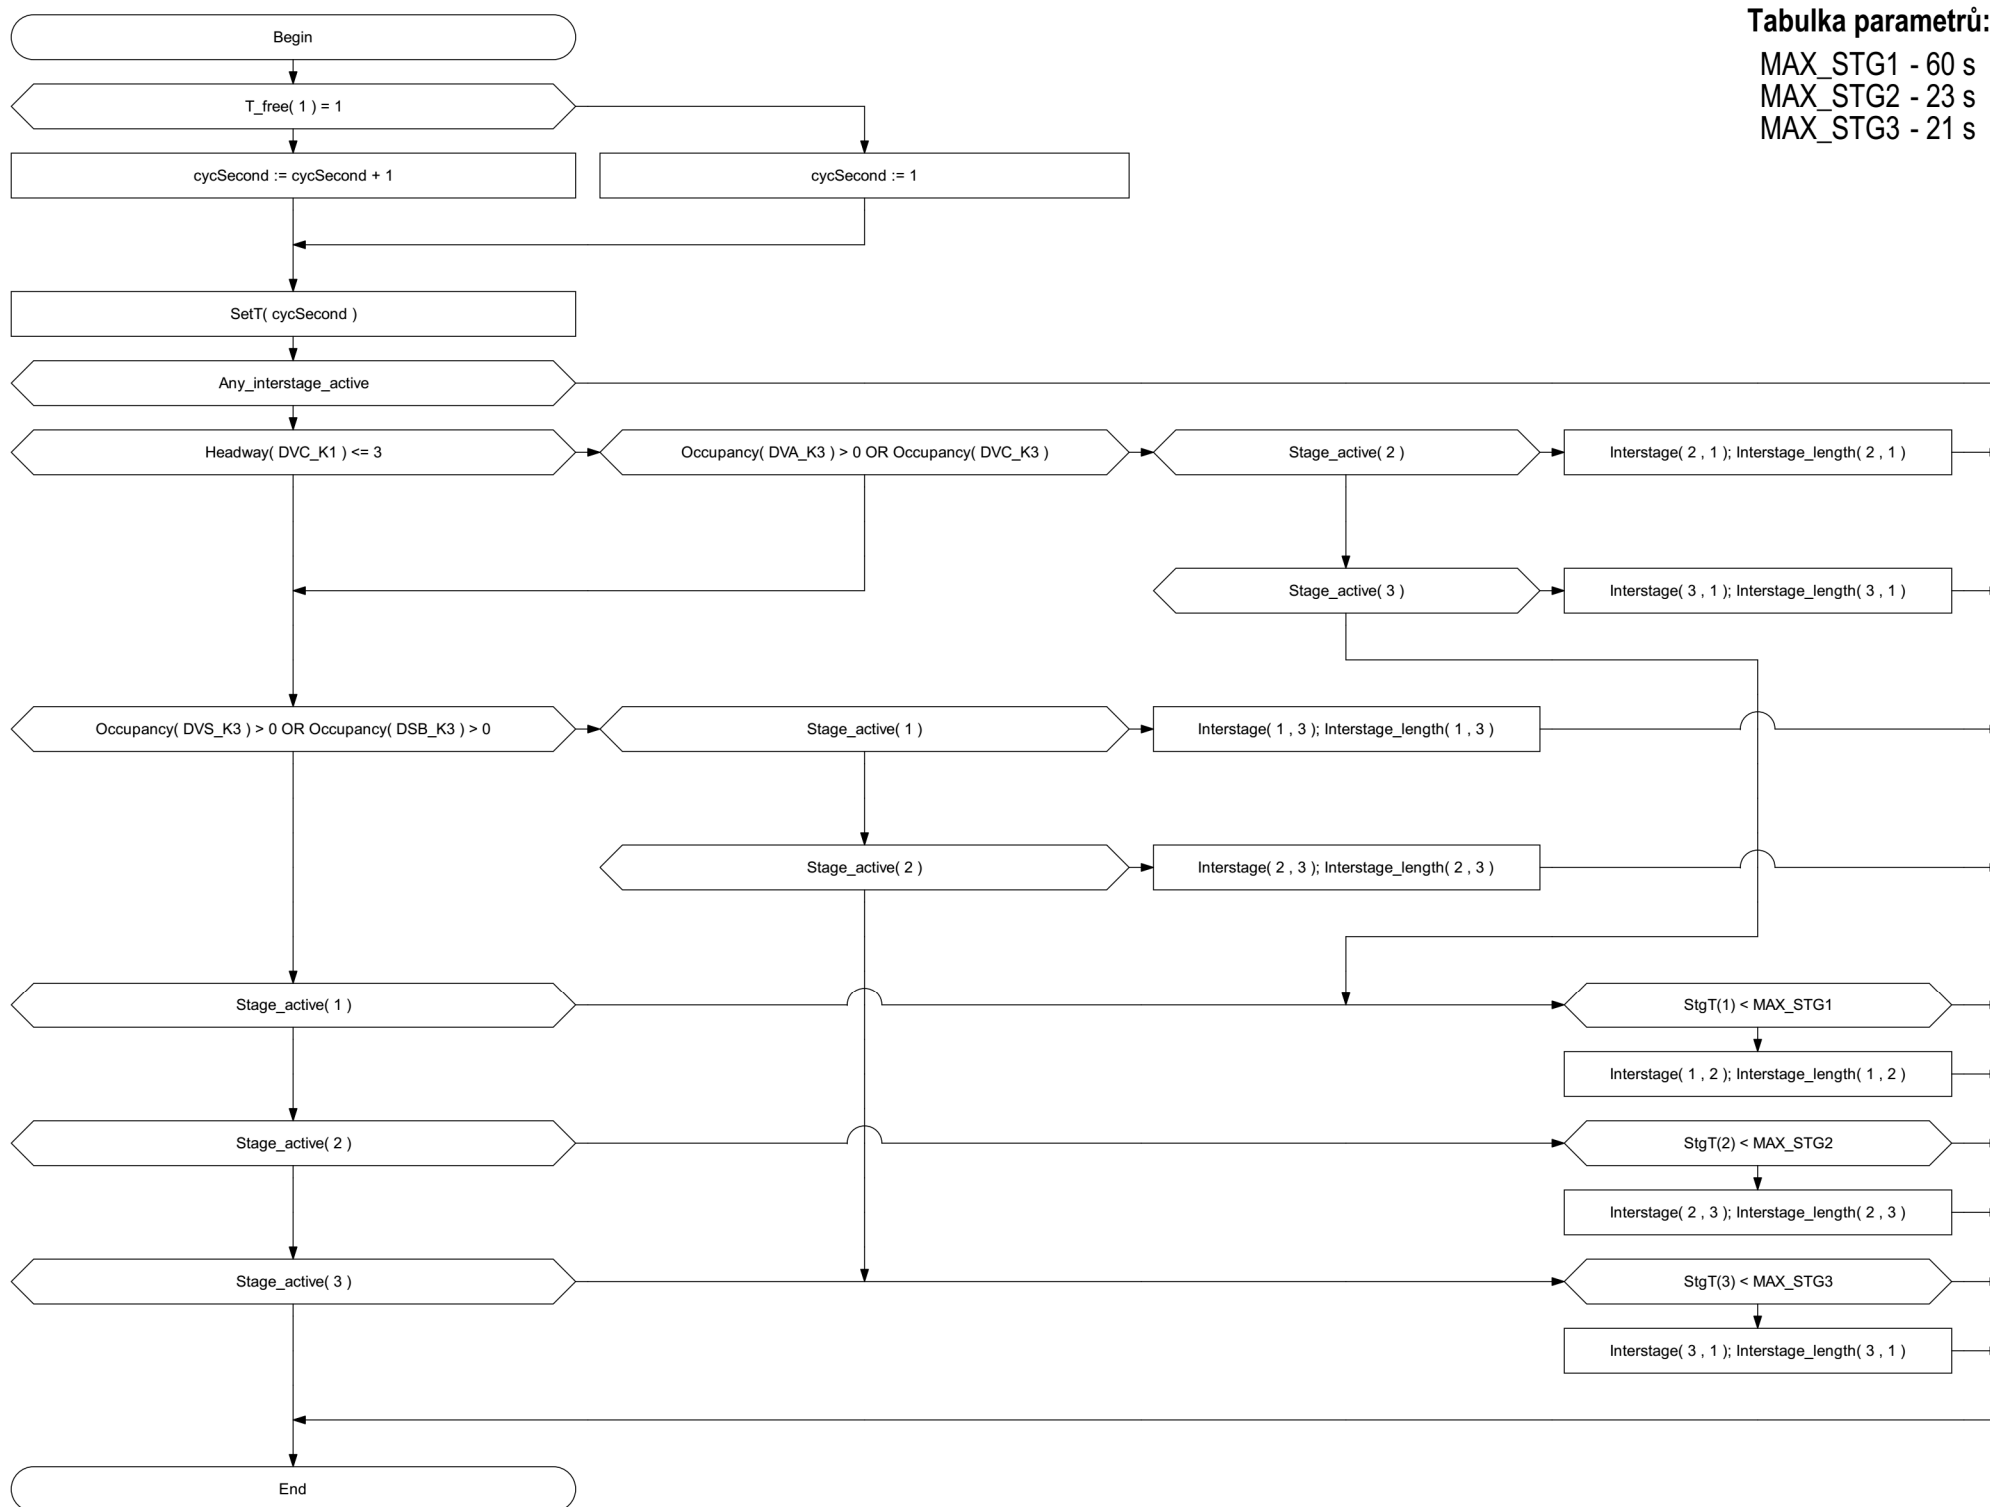 Tabulka parametrů:
MAX_STG1 - 60 s
MAX_STG2 - 23 s
MAX_STG3 - 21 s
Begin
T_free( 1 ) = 1
cycSecond := cycSecond + 1
cycSecond := 1
SetT( cycSecond )
Any_interstage_active
Headway( DVC_K1 ) <= 3
Occupancy( DVA_K3 ) > 0 OR Occupancy( DVC_K3 )
Stage_active( 2 )
Interstage( 2 , 1 ); Interstage_length( 2 , 1 )
Stage_active( 3 )
Interstage( 3 , 1 ); Interstage_length( 3 , 1 )
Occupancy( DVS_K3 ) > 0 OR Occupancy( DSB_K3 ) > 0
Stage_active( 1 )
Interstage( 1 , 3 ); Interstage_length( 1 , 3 )
Stage_active( 2 )
Interstage( 2 , 3 ); Interstage_length( 2 , 3 )
Stage_active( 1 )
StgT(1) < MAX_STG1
Interstage( 1 , 2 ); Interstage_length( 1 , 2 )
Stage_active( 2 )
StgT(2) < MAX_STG2
Interstage( 2 , 3 ); Interstage_length( 2 , 3 )
Stage_active( 3 )
StgT(3) < MAX_STG3
Interstage( 3 , 1 ); Interstage_length( 3 , 1 )
End